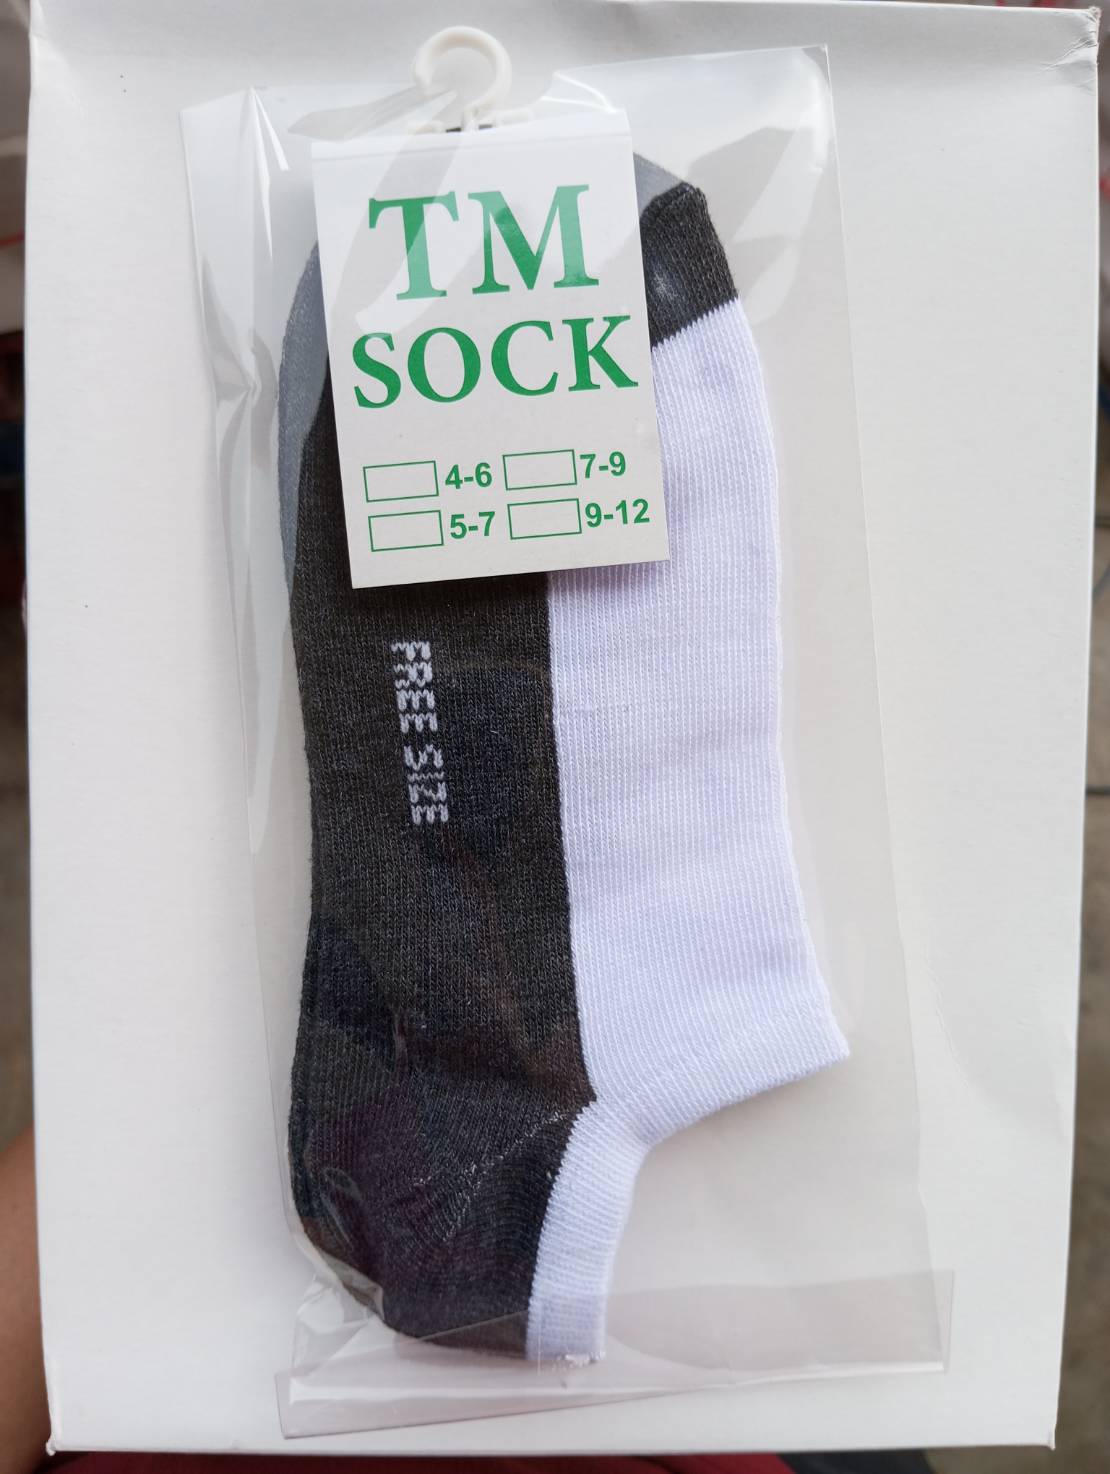 TM
SOCK
4-6 7-9
5-7 9-12
FREE SIZE